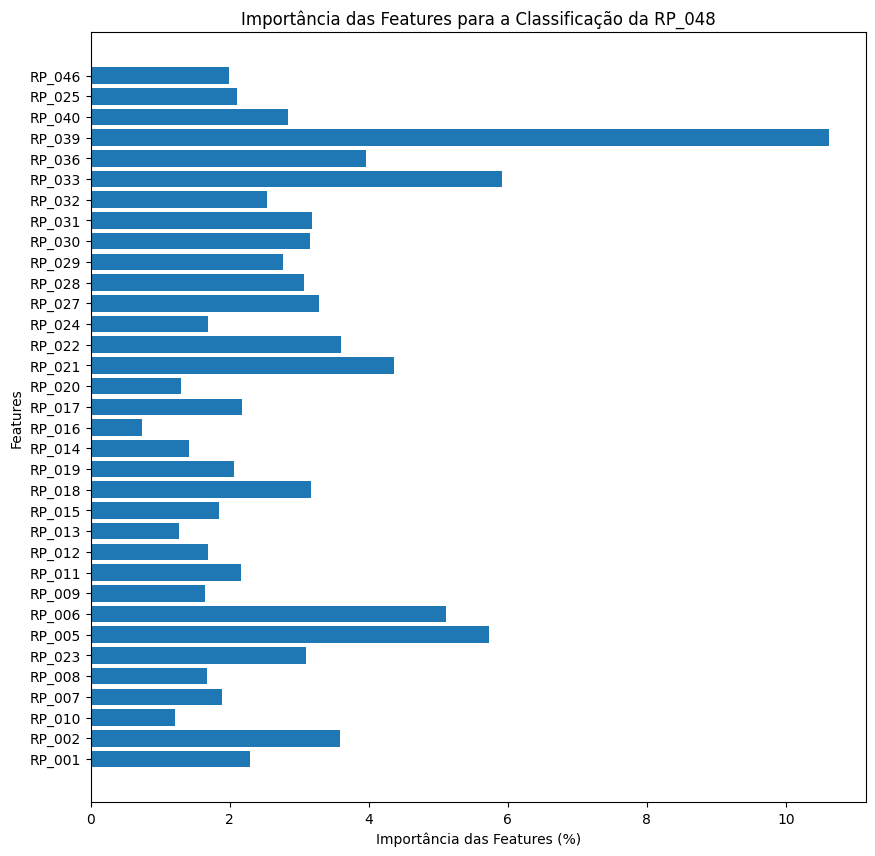 Importância das Features para a Classificação da RP_048
Features
RP_046
RP_025
RP_040
RP_039
RP_036
RP_033
RP_032
RP_031
RP_030
RP_029
RP_028
RP_027
RP_024
RP_022
RP_021
RP_020
RP_017
RP_016
RP_014
RP_019
RP_018
RP_015
RP_013
RP_012
RP_011
RP_009
RP_006
RP_005
RP_023
RP_008
RP_007
RP_010
RP_002
RP_001
0 2 4 6 8 10
Importância das Features (%)